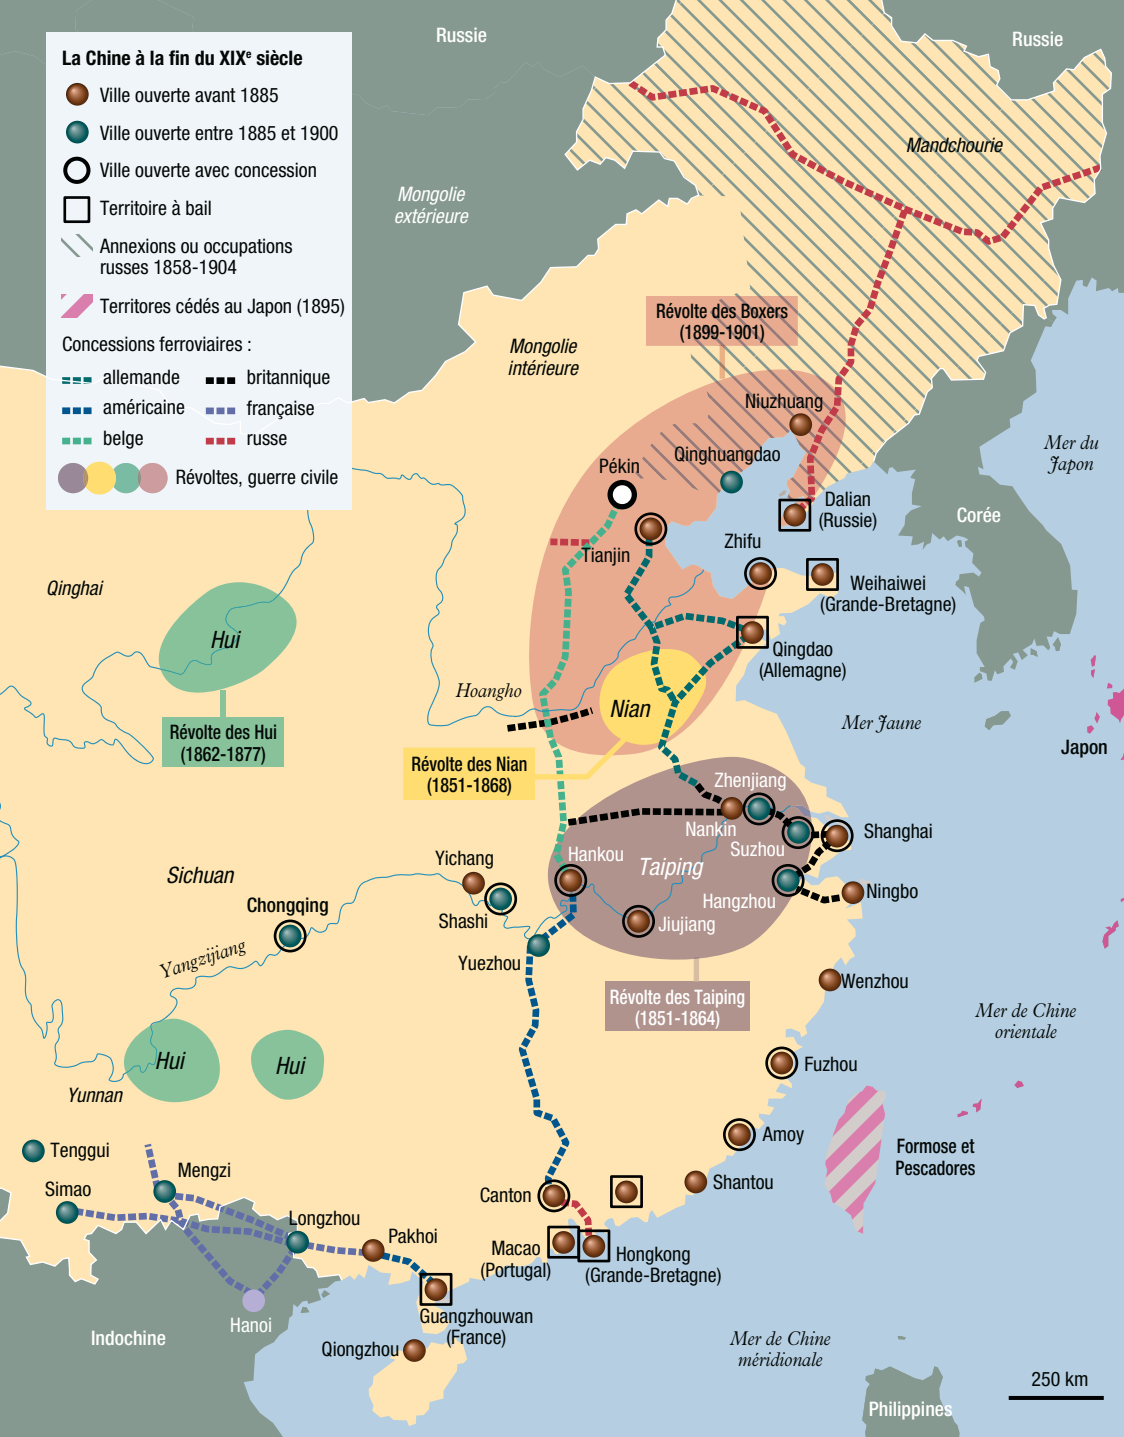 La Chine à la fin du XIXe siècle
Ville ouverte avant 1885
Ville ouverte entre 1885 et 1900
Ville ouverte avec concession
Territoire à bail
Annexions ou occupations
russes 1858-1904
Territores cédés au Japon (1895)
Concessions ferroviaires :
allemande
britannique
américaine
française
belge
russe
Révoltes, guerre civile
Russie
Russie
Mandchourie
Mongolie
extérieure
Révolte des Boxers
(1899-1901)
Mongolie
intérieure
Niuzhuang
Qinghuangdao
Pékin
Mer du
Japon
Dalian
(Russie)
Corée
Zhifu
Tianjin
Weihaiwei
(Grande-Bretagne)
Qinghai
Hui
Qingdao
(Allemagne)
Hoangho
Nian
Mer Jaune
Japon
Révolte des Hui
(1862-1877)
Révolte des Nian
(1851-1868)
Zhenjiang
Nankin
Suzhou
Shanghai
Hankou
Taiping
Yichang
Sichuan
Chongqing
Shashi
Hangzhou
Ningbo
Jiujiang
Yangzijiang
Yuezhou
Wenzhou
Révolte des Taiping
(1851-1864)
Mer de Chine
orientale
Hui
Hui
Fuzhou
Yunnan
Amoy
Formose et
Pescadores
Tenggui
Mengzi
Simao
Shantou
Canton
Longzhou
Pakhoi
Macao
(Portugal)
Hongkong
(Grande-Bretagne)
Guangzhouwan
(France)
Hanoi
Indochine
Qiongzhou
Mer de Chine
méridionale
250 km
Philippines